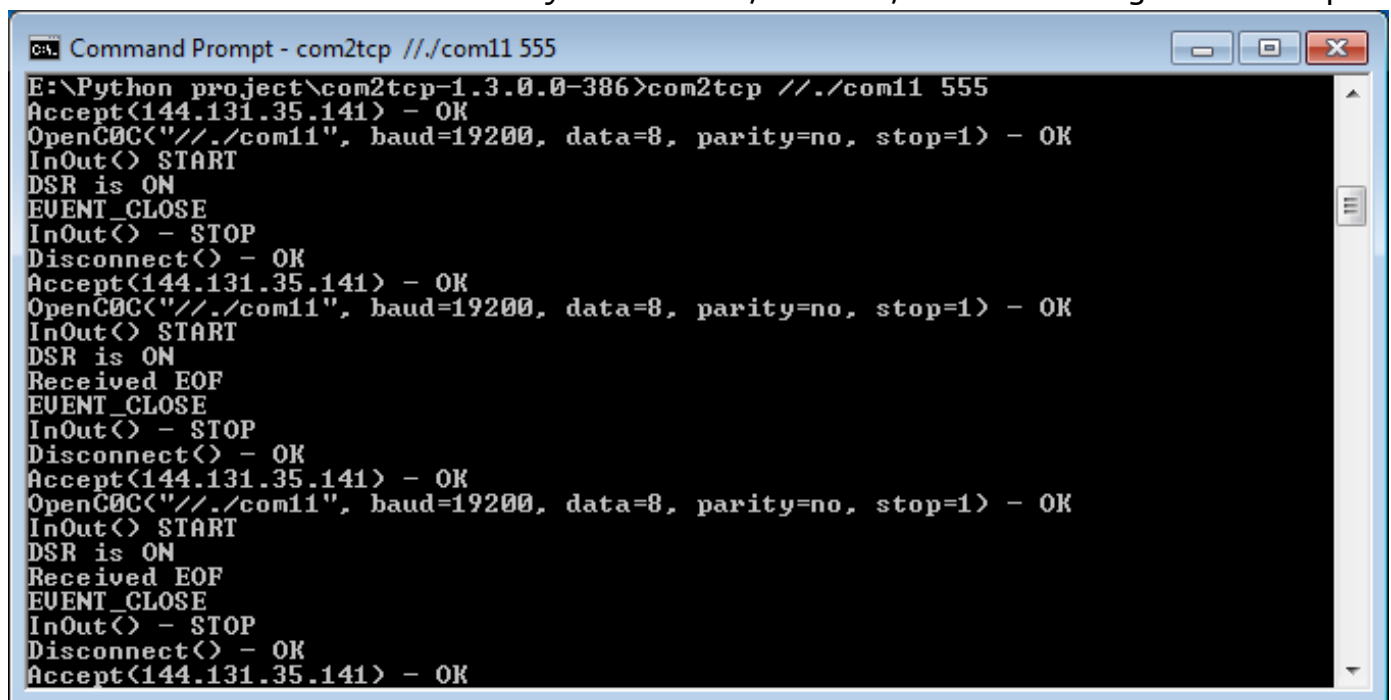 Command Prompt - com2tcp //./com11 555
E:\Python project\com2tcp-1.3.0.0-386>com2tcp //./com11 555
Accept(144.131.35.141) - OK
OpenC0C("//./com11", baud=19200, data=8, parity=no, stop=1) - OK
InOut() START
DSR is ON
EVENT_CLOSE
InOut() - STOP
Disconnect() - OK
Accept(144.131.35.141) - OK
OpenC0C("//./com11", baud=19200, data=8, parity=no, stop=1) - OK
InOut() START
DSR is ON
Received EOF
EVENT_CLOSE
InOut() - STOP
Disconnect() - OK
Accept(144.131.35.141) - OK
OpenC0C("//./com11", baud=19200, data=8, parity=no, stop=1) - OK
InOut() START
DSR is ON
Received EOF
EVENT_CLOSE
InOut() - STOP
Disconnect() - OK
Accept(144.131.35.141) - OK